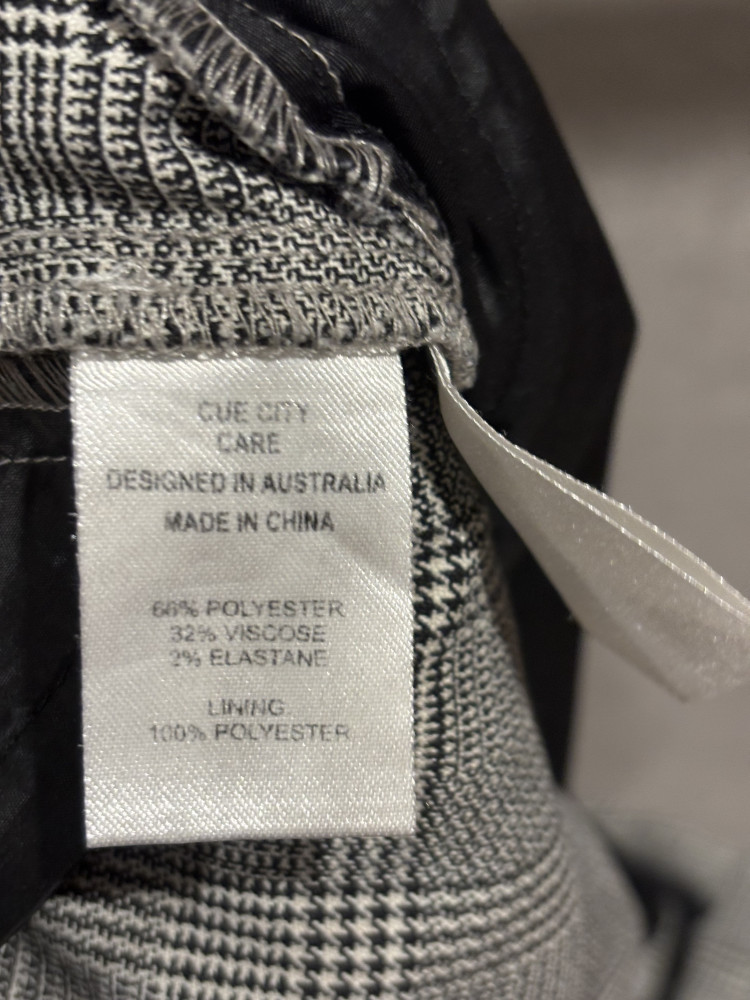 CUE CITY
CARE
DESIGNED IN AUSTRALIA
MADE IN CHINA
66% POLYESTER
32% VISCOSE
2% ELASTANE
LINING
100% POLYESTER